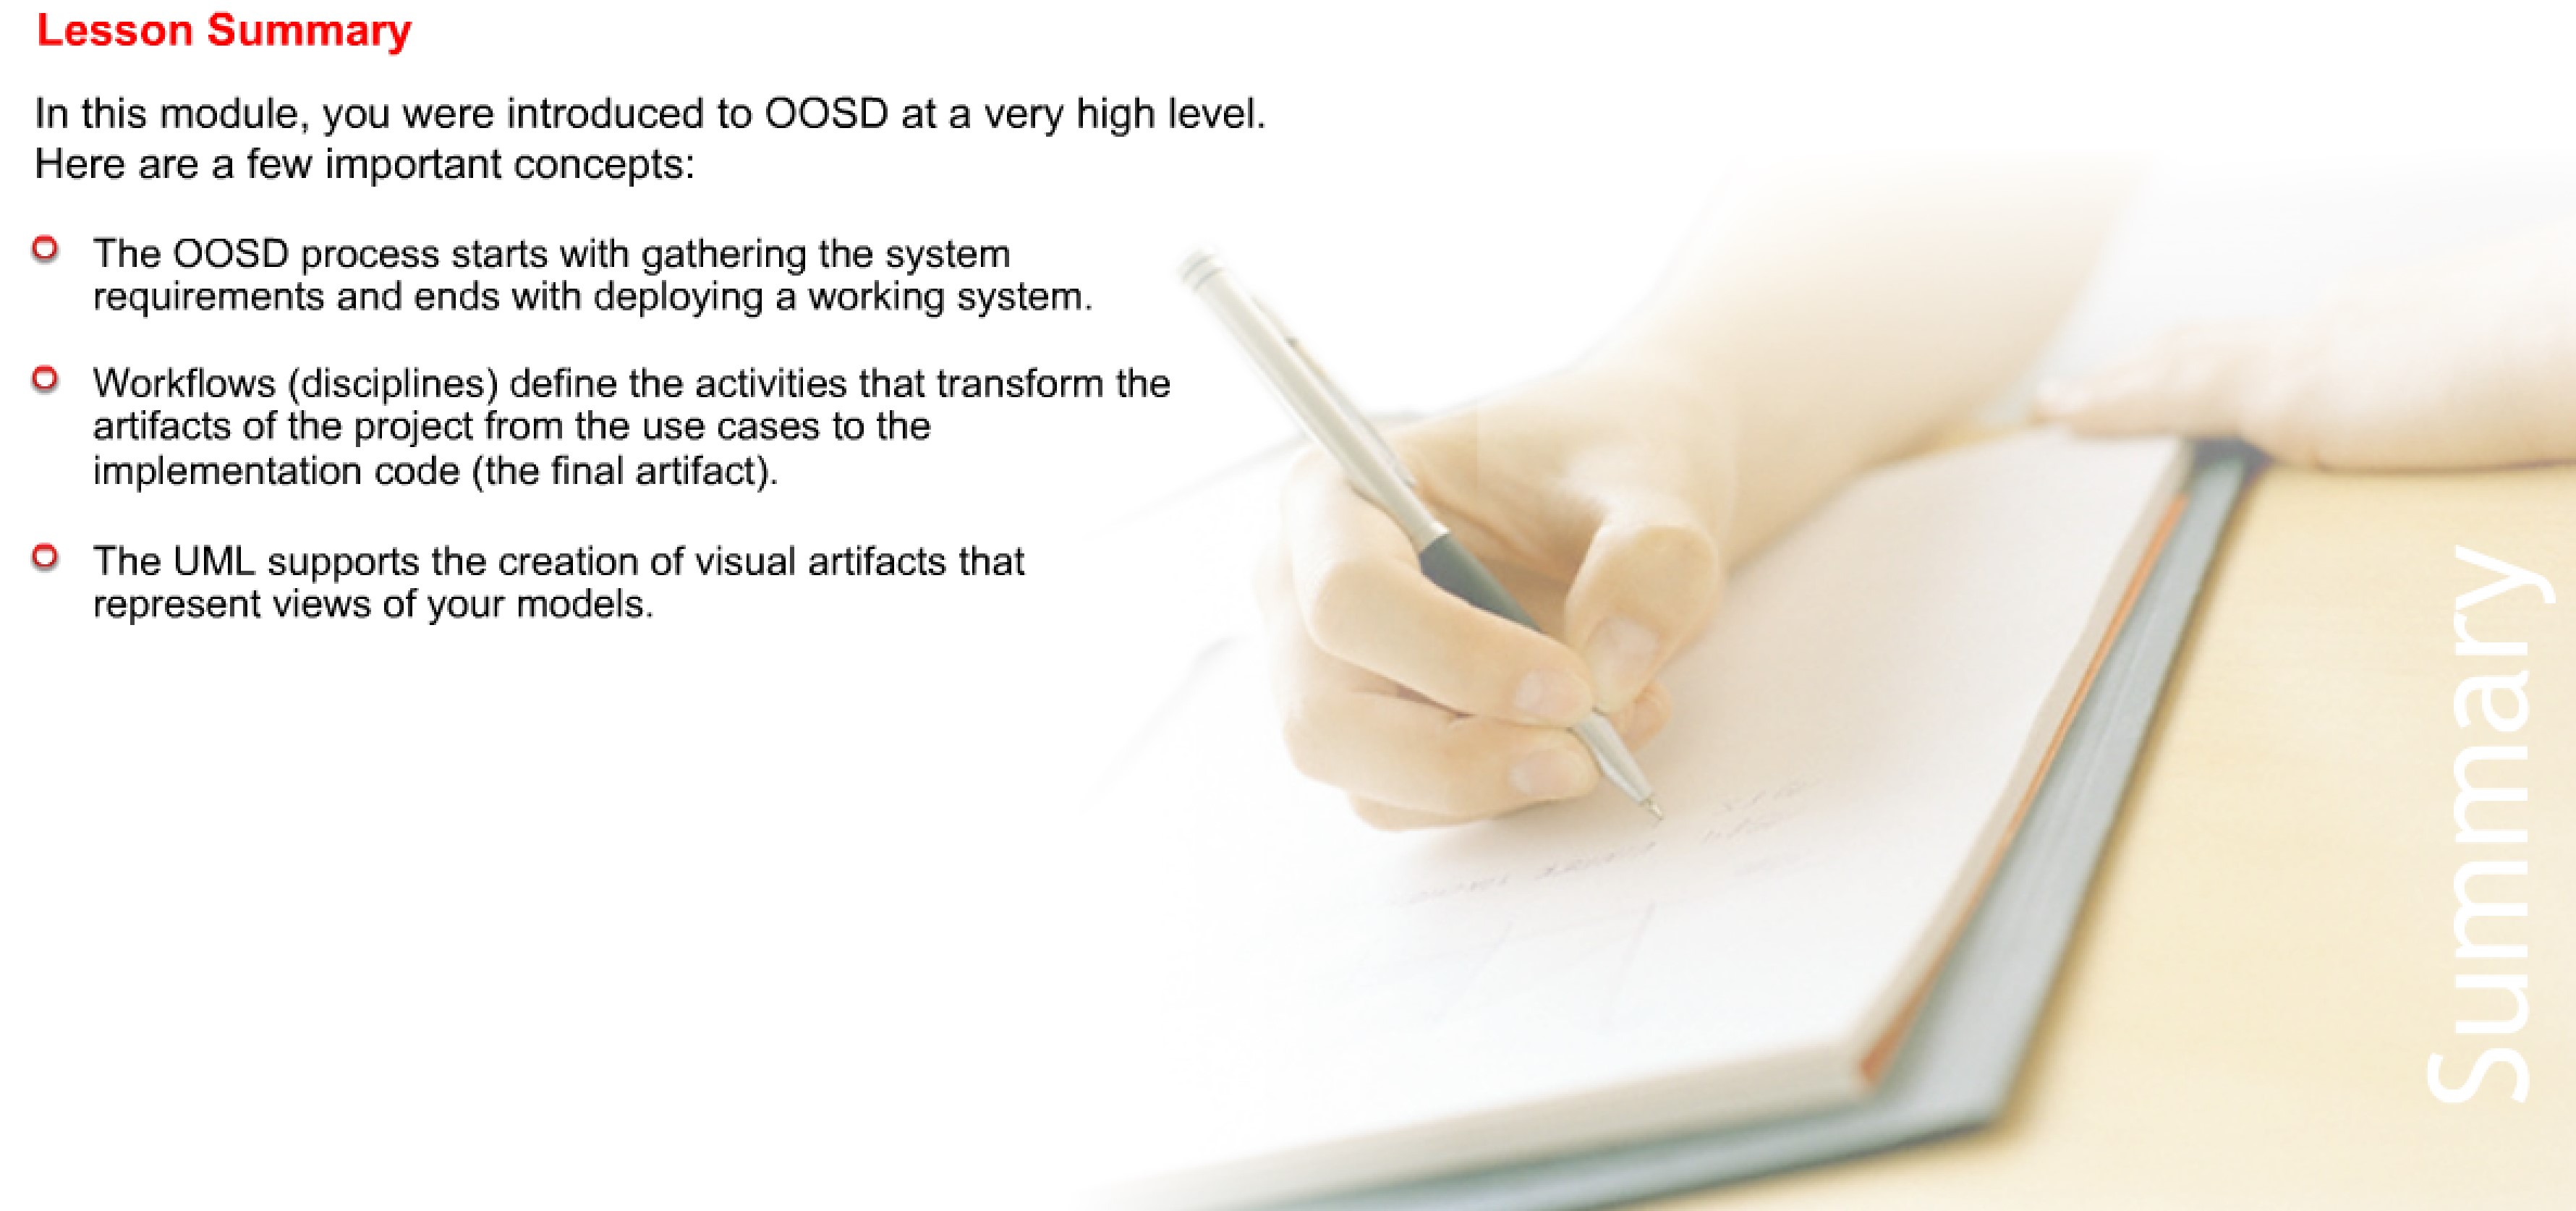 Lesson Summary
In this module, you were introduced to OOSD at a very high level.
Here are a few important concepts:
The OOSD process starts with gathering the system
requirements and ends with deploying a working system.
Workflows (disciplines) define the activities that transform the
artifacts of the project from the use cases to the
implementation code (the final artifact).
The UML supports the creation of visual artifacts that
represent views of your models.
Summary